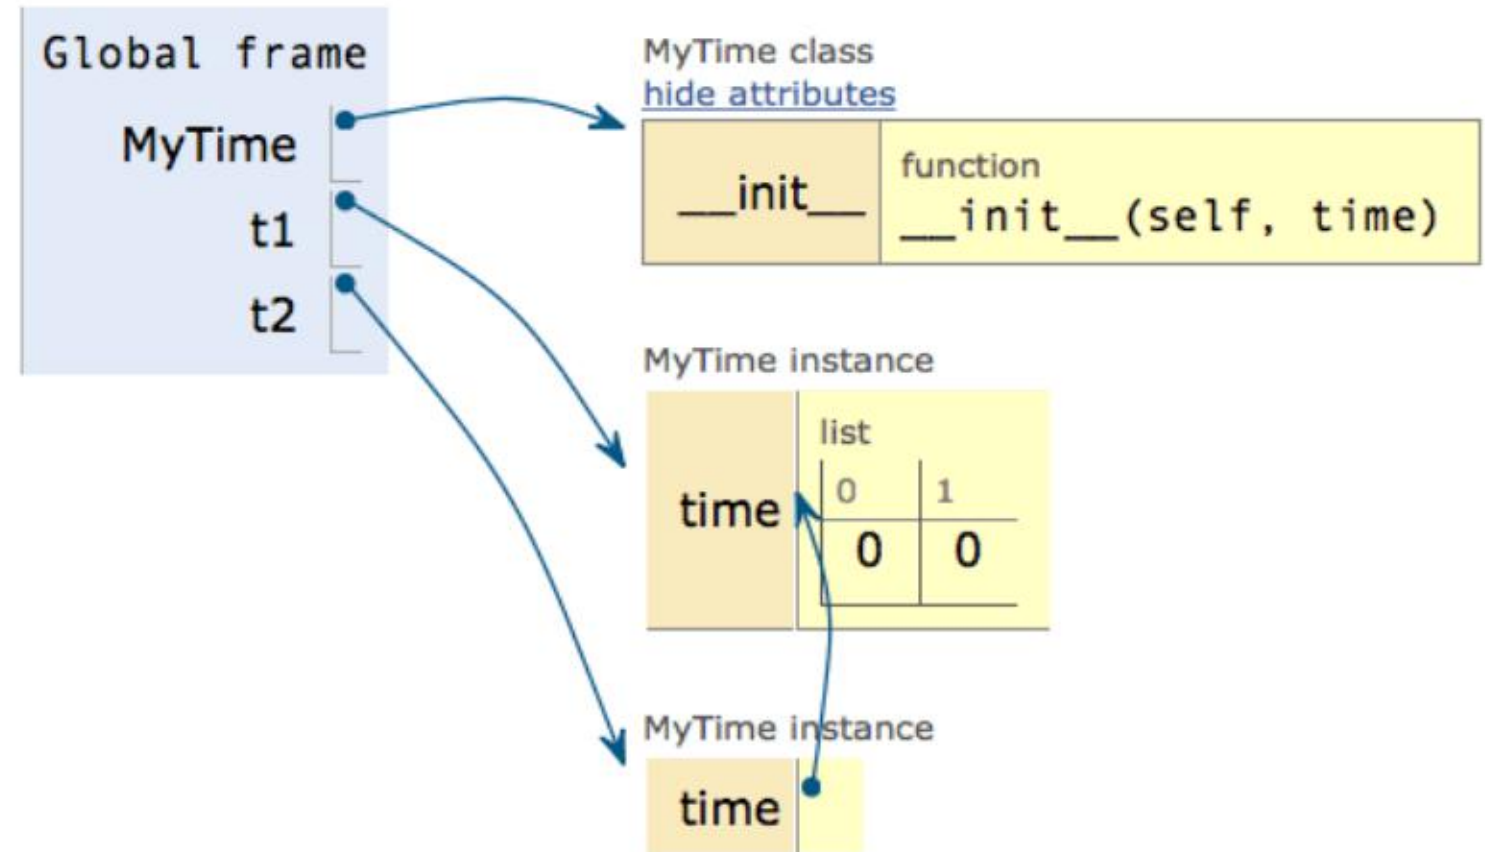 Global frame
MyTime
t1
t2
MyTime class
hide attributes
__init__
function
__init__(self, time)
MyTime instance
time
list
0 1
0 0
MyTime instance
time